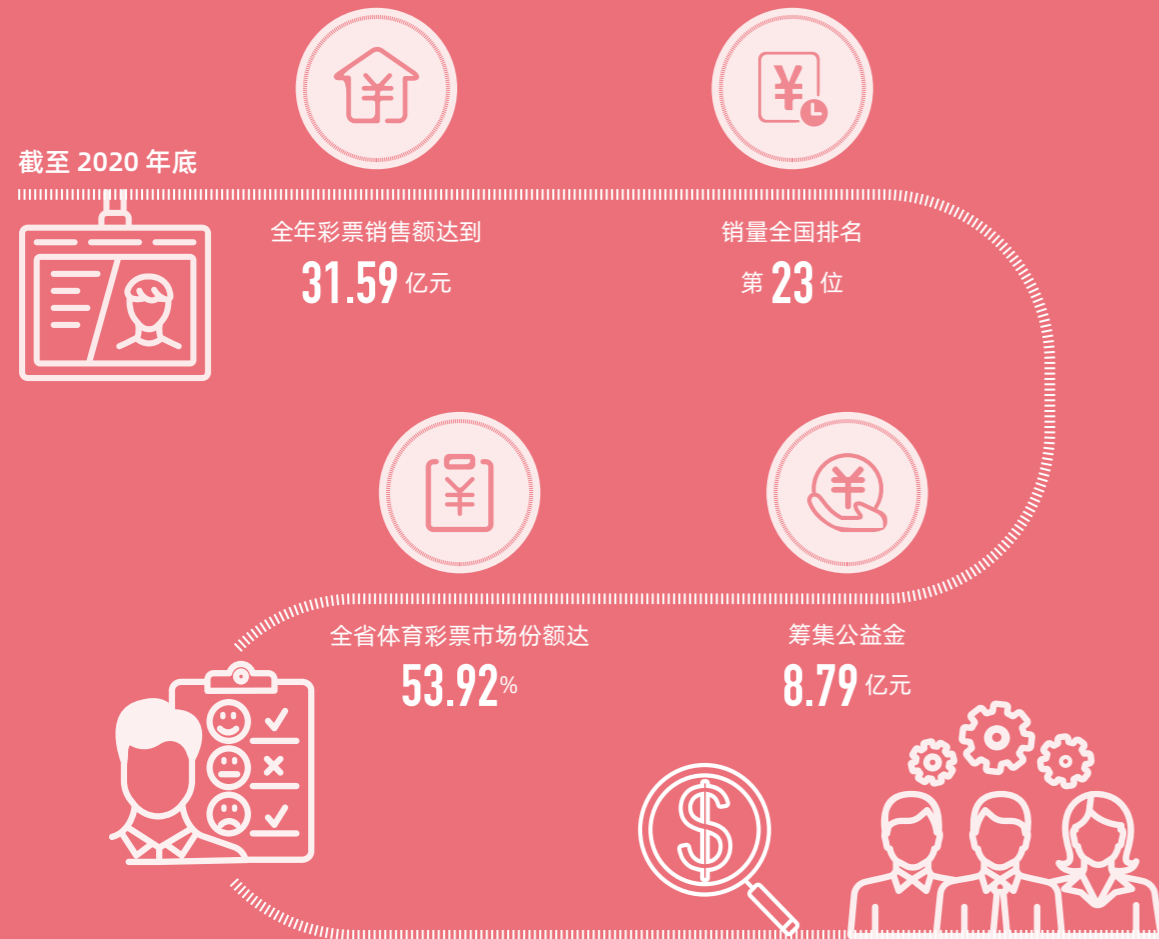 截至 2020 年底
全年彩票销售额达到
31.59 亿元
销量全国排名
第 23 位
筹集公益金
8.79 亿元
全省体育彩票市场份额达
53.92%